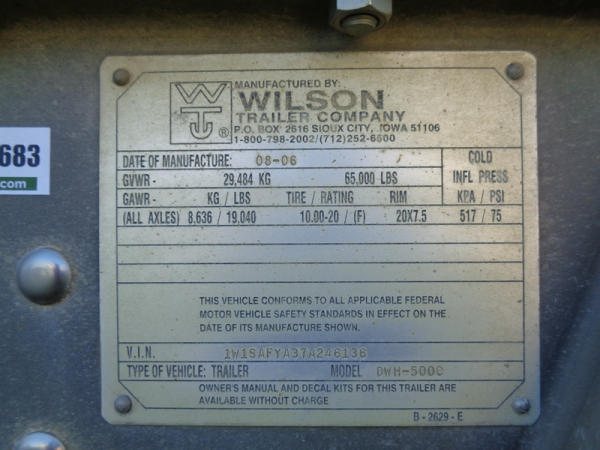 MANUFACTURED BY:
WILSON
TRAILER COMPANY
P.O. BOX 2616 SIOUX CITY, IOWA 51106
1-800-798-2002/(712)252-6500
W T ®
683
com
DATE OF MANUFACTURE: 08-06
COLD
GVWR - 29,484 KG 65,000 LBS
INFL PRESS
GAWR - KG / LBS TIRE / RATING RIM KPA / PSI
(ALL AXLES) 8,636 / 19,040 10.00-20 / (F) 20X7.5 517 / 75
THIS VEHICLE CONFORMS TO ALL APPLICABLE FEDERAL
MOTOR VEHICLE SAFETY STANDARDS IN EFFECT ON THE
DATE OF ITS MANUFACTURE SHOWN.
V.I.N. 1W1SAFYA37A246136
TYPE OF VEHICLE: TRAILER MODEL DWH-500C
OWNER'S MANUAL AND DECAL KITS FOR THIS TRAILER ARE
AVAILABLE WITHOUT CHARGE
B - 2629 - E